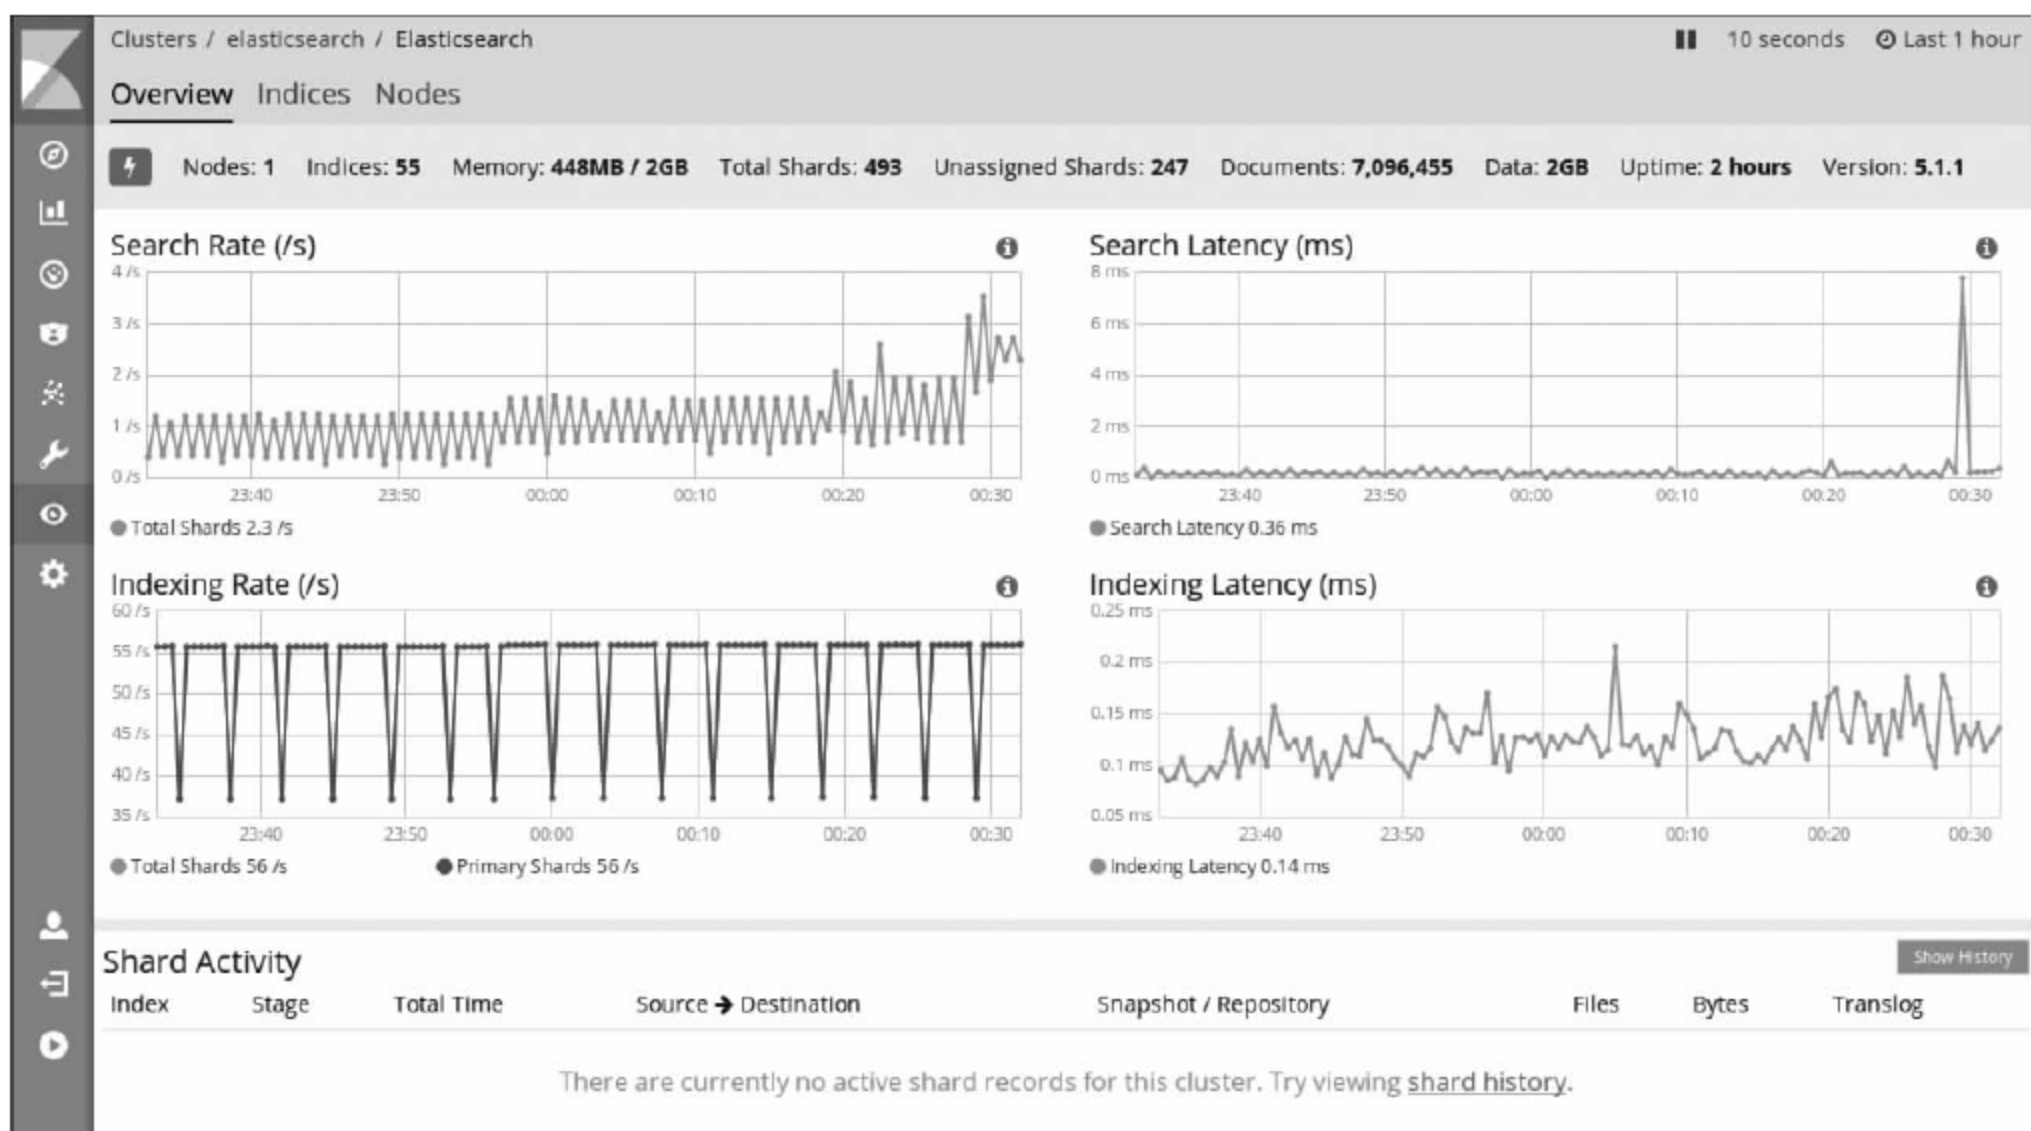 Clusters / elasticsearch / Elasticsearch
10 seconds Last 1 hour
Overview Indices Nodes
Nodes: 1 Indices: 55 Memory: 448MB / 2GB Total Shards: 493 Unassigned Shards: 247 Documents: 7,096,455 Data: 2GB Uptime: 2 hours Version: 5.1.1
Search Rate (/s)
4 /s
3 /s
2 /s
1 /s
0 /s
23:40 23:50 00:00 00:10 00:20 00:30
Total Shards 2.3 /s
Search Latency (ms)
8 ms
6 ms
4 ms
2 ms
0 ms
23:40 23:50 00:00 00:10 00:20 00:30
Search Latency 0.36 ms
Indexing Rate (/s)
60 /s
55 /s
50 /s
45 /s
40 /s
35 /s
23:40 23:50 00:00 00:10 00:20 00:30
Total Shards 56 /s Primary Shards 56 /s
Indexing Latency (ms)
0.25 ms
0.2 ms
0.15 ms
0.1 ms
0.05 ms
23:40 23:50 00:00 00:10 00:20 00:30
Indexing Latency 0.14 ms
Shard Activity
Show History
Index Stage Total Time Source → Destination Snapshot / Repository Files Bytes Translog
There are currently no active shard records for this cluster. Try viewing shard history.